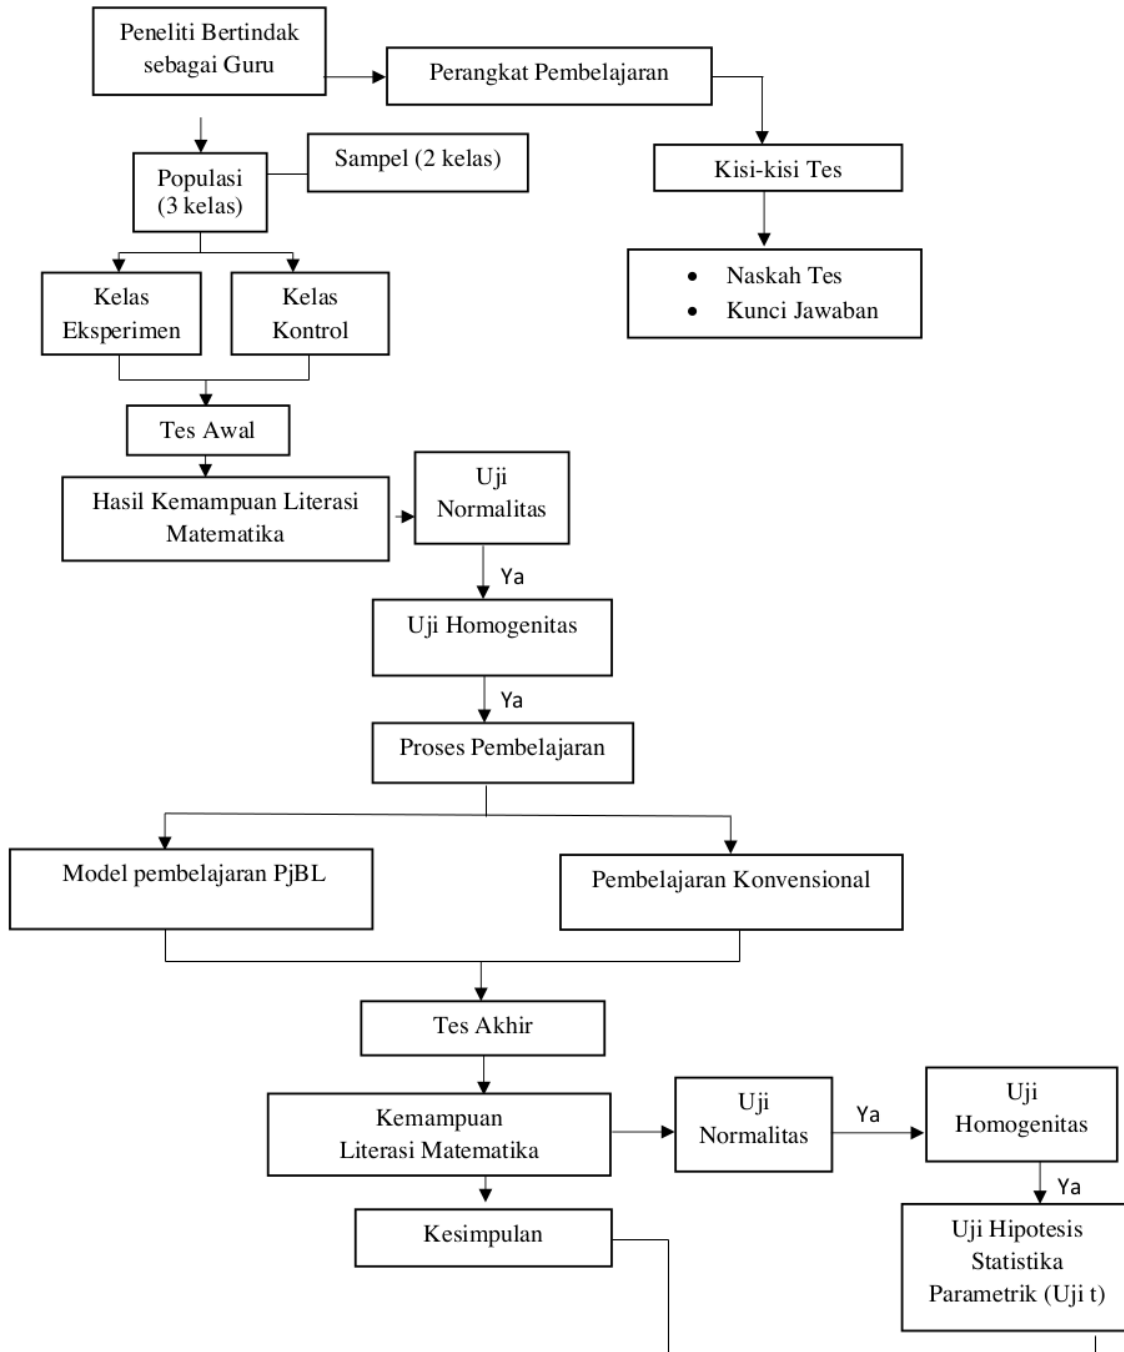 Peneliti Bertindak
sebagai Guru
Perangkat Pembelajaran
Sampel (2 kelas)
Populasi
(3 kelas)
Kisi-kisi Tes
• Naskah Tes
• Kunci Jawaban
Kelas
Eksperimen
Kelas
Kontrol
Tes Awal
Hasil Kemampuan Literasi
Matematika
Uji
Normalitas
Ya
Uji Homogenitas
Ya
Proses Pembelajaran
Model pembelajaran PjBL
Pembelajaran Konvensional
Tes Akhir
Kemampuan
Literasi Matematika
Uji
Normalitas
Ya
Uji
Homogenitas
Ya
Kesimpulan
Uji Hipotesis
Statistika
Parametrik (Uji t)